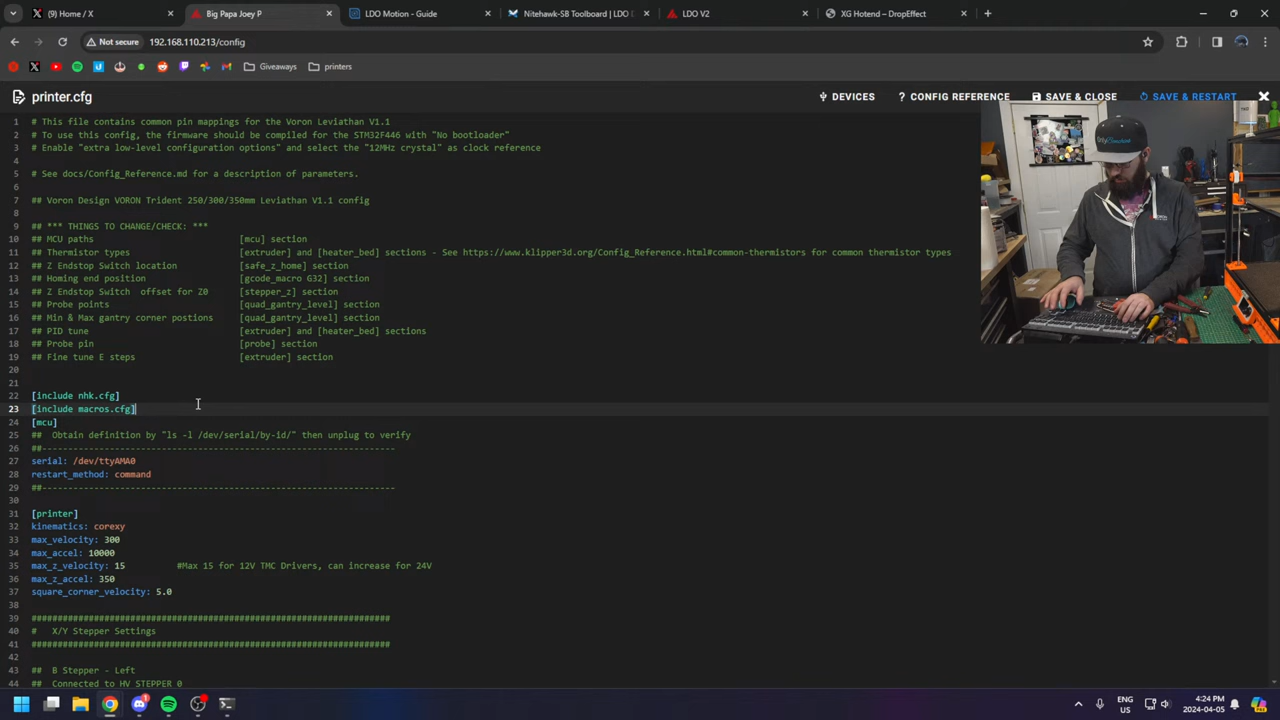 (9) Home / X
Big Papa Joey P
LDO Motion - Guide
Nitehawk-SB Toolboard | LDO D
LDO V2
XG Hotend – DropEffect
Not secure
192.168.110.213/config
Giveaways
printers
printer.cfg
DEVICES
CONFIG REFERENCE
SAVE & CLOSE
SAVE & RESTART
1 # This file contains common pin mappings for the Voron Leviathan V1.1
2 # To use this config, the firmware should be compiled for the STM32F446 with "No bootloader"
3 # Enable "extra low-level configuration options" and select the "12MHz crystal" as clock reference
4
5 # See docs/Config_Reference.md for a description of parameters.
6
7 ## Voron Design VORON Trident 250/300/350mm Leviathan V1.1 config
8
9 ## *** THINGS TO CHANGE/CHECK: ***
10 ## MCU paths [mcu] section
11 ## Thermistor types [extruder] and [heater_bed] sections - See https://www.klipper3d.org/Config_Reference.html#common-thermistors for common thermistor types
12 ## Z Endstop Switch location [safe_z_home] section
13 ## Homing end position [gcode_macro G32] section
14 ## Z Endstop Switch offset for Z0 [stepper_z] section
15 ## Probe points [quad_gantry_level] section
16 ## Min & Max gantry corner postions [quad_gantry_level] section
17 ## PID tune [extruder] and [heater_bed] sections
18 ## Probe pin [probe] section
19 ## Fine tune E steps [extruder] section
20
21
22 [include nhk.cfg]
23 [include macros.cfg]
24 [mcu]
25 ## Obtain definition by "ls -l /dev/serial/by-id/" then unplug to verify
26 ##--------------------------------------------------------------------
27 serial: /dev/ttyAMA0
28 restart_method: command
29 ##--------------------------------------------------------------------
30
31 [printer]
32 kinematics: corexy
33 max_velocity: 300
34 max_accel: 10000
35 max_z_velocity: 15 #Max 15 for 12V TMC Drivers, can increase for 24V
36 max_z_accel: 350
37 square_corner_velocity: 5.0
38
39 #####################################################################
40 # X/Y Stepper Settings
41 #####################################################################
42
43 ## B Stepper - Left
44 ## Connected to HV STEPPER 0
ENG
US
4:24 PM
2024-04-05